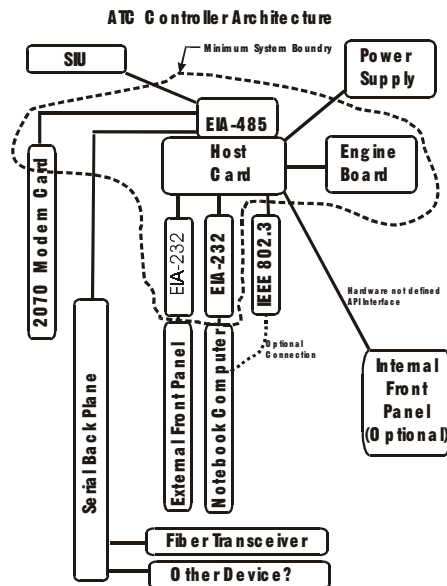 ATC Controller Architecture
Minimum System Boundry
SIU
Power
Supply
EIA-485
Host
Card
Engine
Board
2070 Modem Card
EIA-232
EIA-232
IEEE 802.3
Hardware not defined
API Interface
Optional
Connection
External Front Panel
Notebook Computer
Internal
Front
Panel
(Optional)
Serial Back Plane
Fiber Transceiver
Other Device?